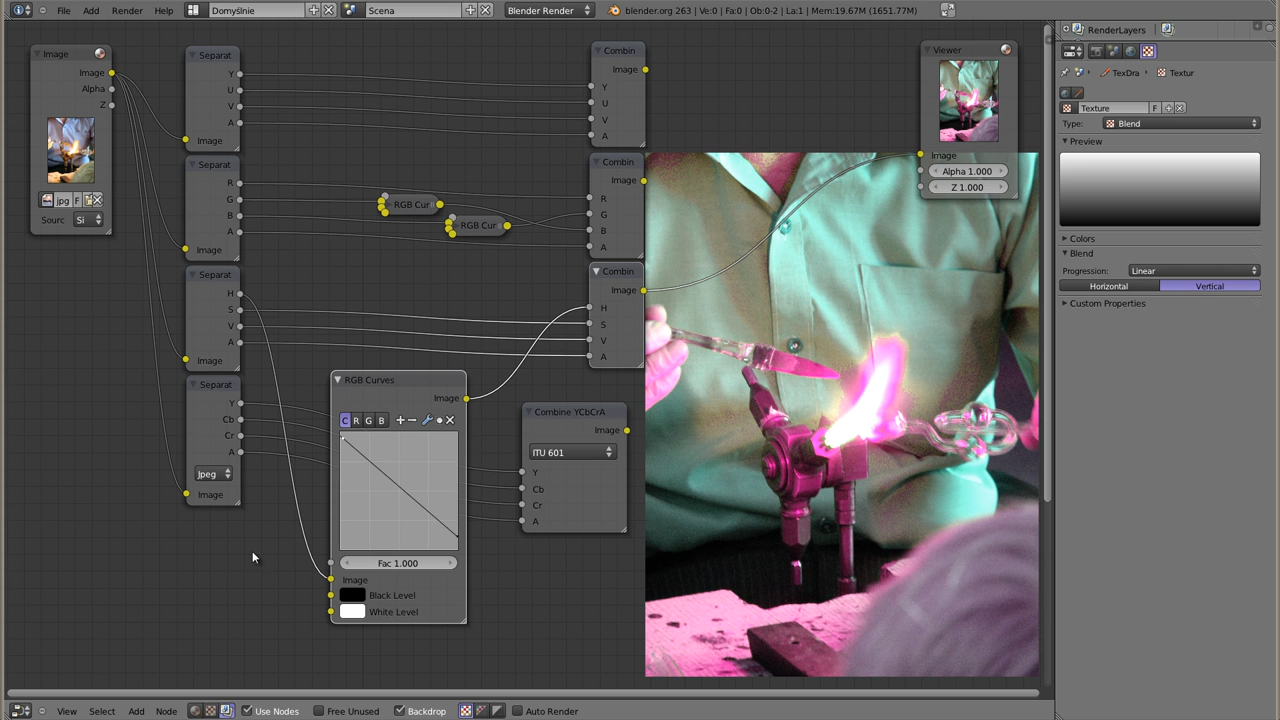 File Add Render Help Domyślnie Scena Blender Render blender.org 263 | Ve:0 | Fa:0 | Ob:0-2 | La:1 | Mem:19.67M (1651.77M)
RenderLayers
TexDra Textur
Texture F
Type: Blend
Preview
Colors
Blend
Progression: Linear
Horizontal Vertical
Custom Properties
Image
Image
Alpha
Z
jpg F
Sourc Si
Separat
Y
U
V
A
Image
Separat
R
G
B
A
Image
Separat
H
S
V
A
Image
Separat
Y
Cb
Cr
A
Jpeg
Image
RGB Cur
RGB Cur
RGB Curves
Image
C R G B
Fac 1.000
Image
Black Level
White Level
Combin
Image
Y
U
V
A
Combin
Image
R
G
B
A
Combin
Image
H
S
V
A
Combine YCbCrA
Image
ITU 601
Y
Cb
Cr
A
Viewer
Image
Alpha 1.000
Z 1.000
View Select Add Node Use Nodes Free Unused Backdrop Auto Render